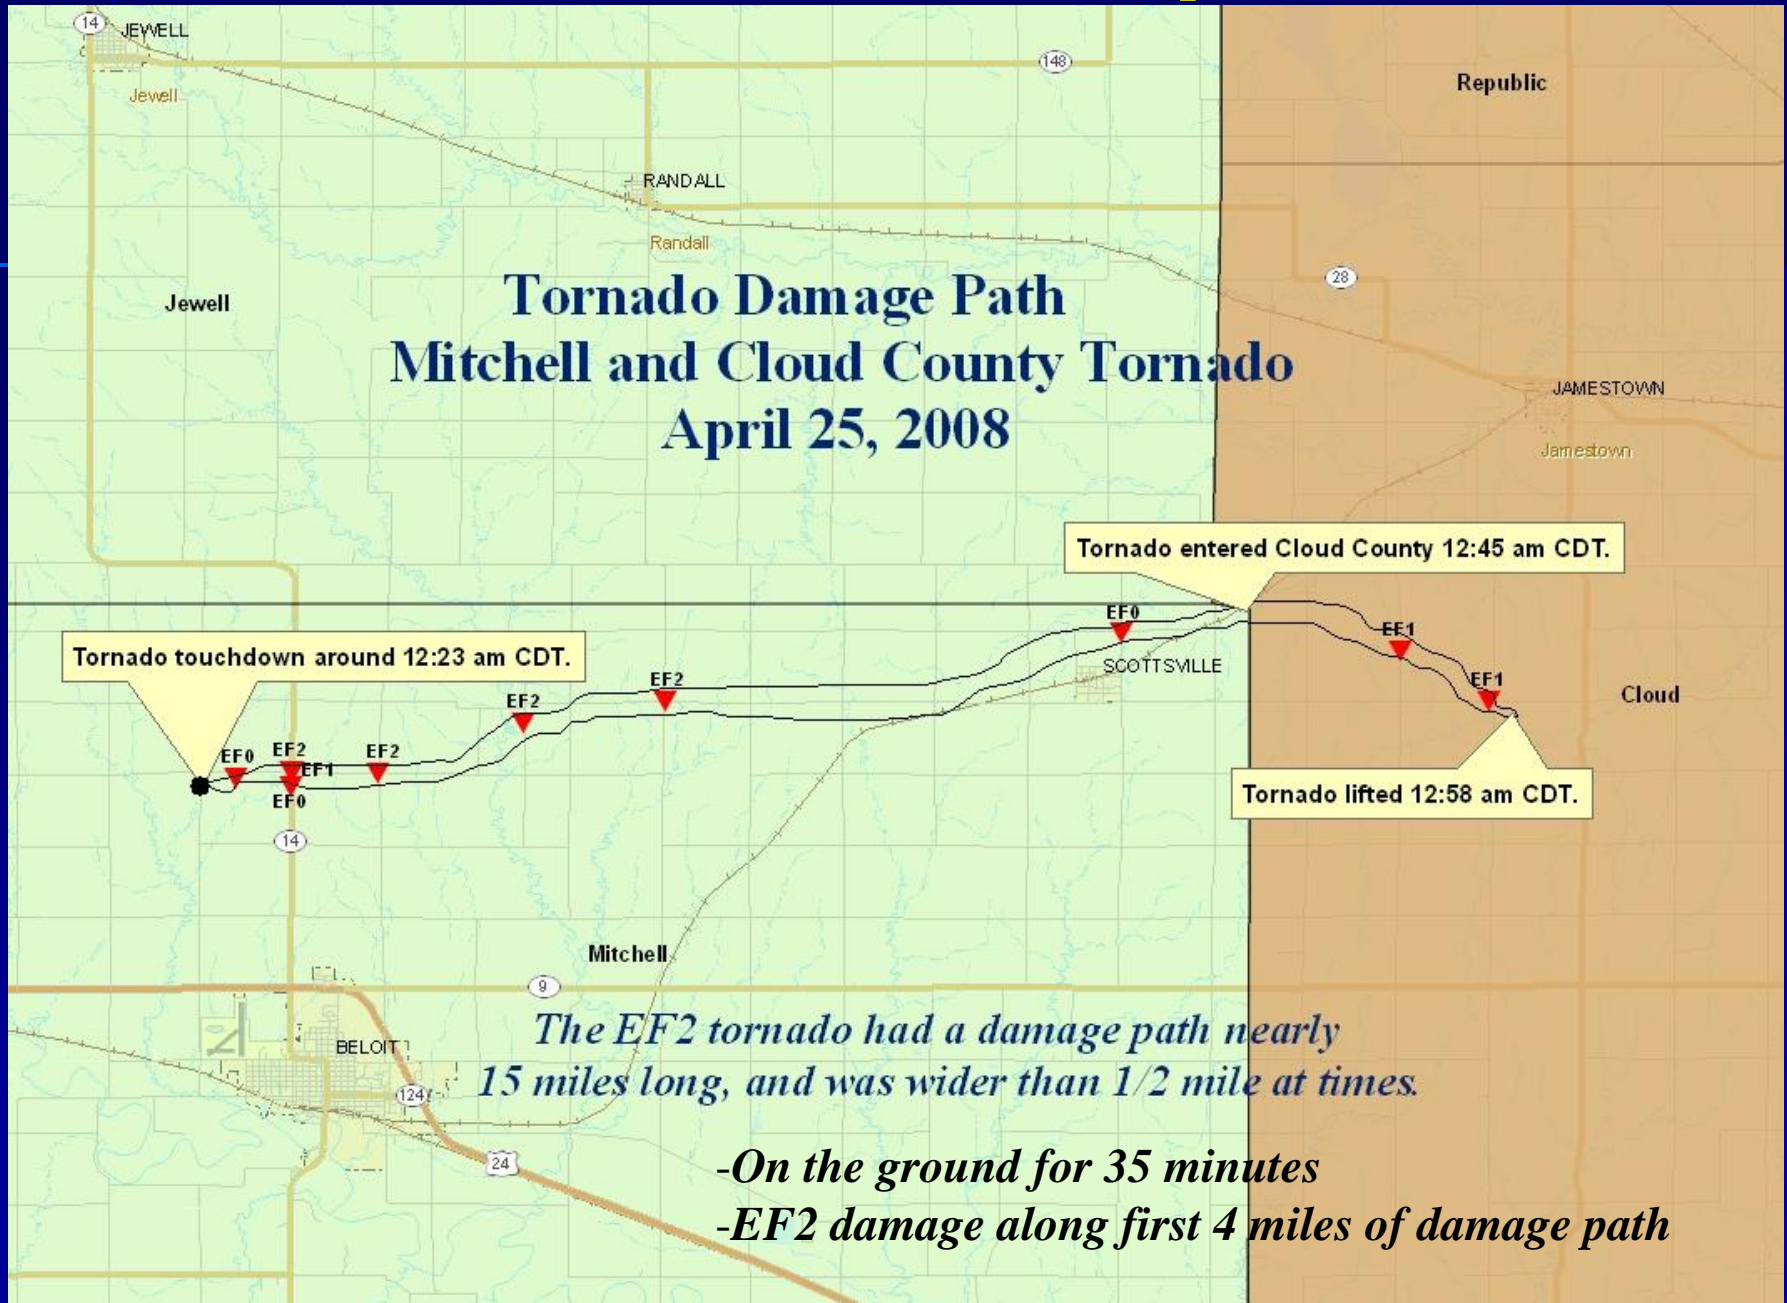 14
JEWELL
148
Jewell
Republic
RANDALL
Randall
28
Jewell
Tornado Damage Path
Mitchell and Cloud County Tornado
April 25, 2008
JAMESTOWN
Jamestown
Tornado entered Cloud County 12:45 am CDT.
EF0
EF1
Tornado touchdown around 12:23 am CDT.
SCOTTSVILLE
EF2
EF2
EF1
Cloud
EF0
EF2
EF2
EF1
EF0
Tornado lifted 12:58 am CDT.
14
Mitchell
9
The EF2 tornado had a damage path nearly
15 miles long, and was wider than 1/2 mile at times.
BELOIT
124
24
-On the ground for 35 minutes
-EF2 damage along first 4 miles of damage path